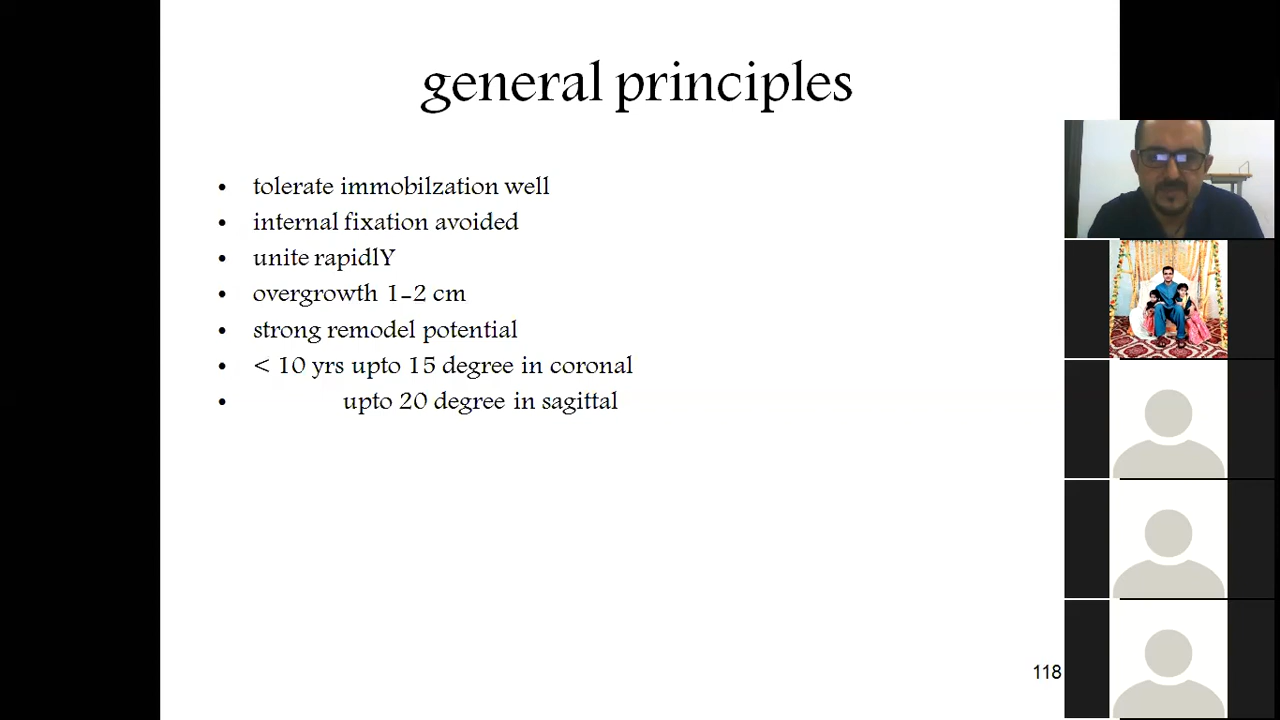 general principles
• tolerate immobilzation well
• internal fixation avoided
• unite rapidlY
• overgrowth 1-2 cm
• strong remodel potential
• < 10 yrs upto 15 degree in coronal
• upto 20 degree in sagittal
118